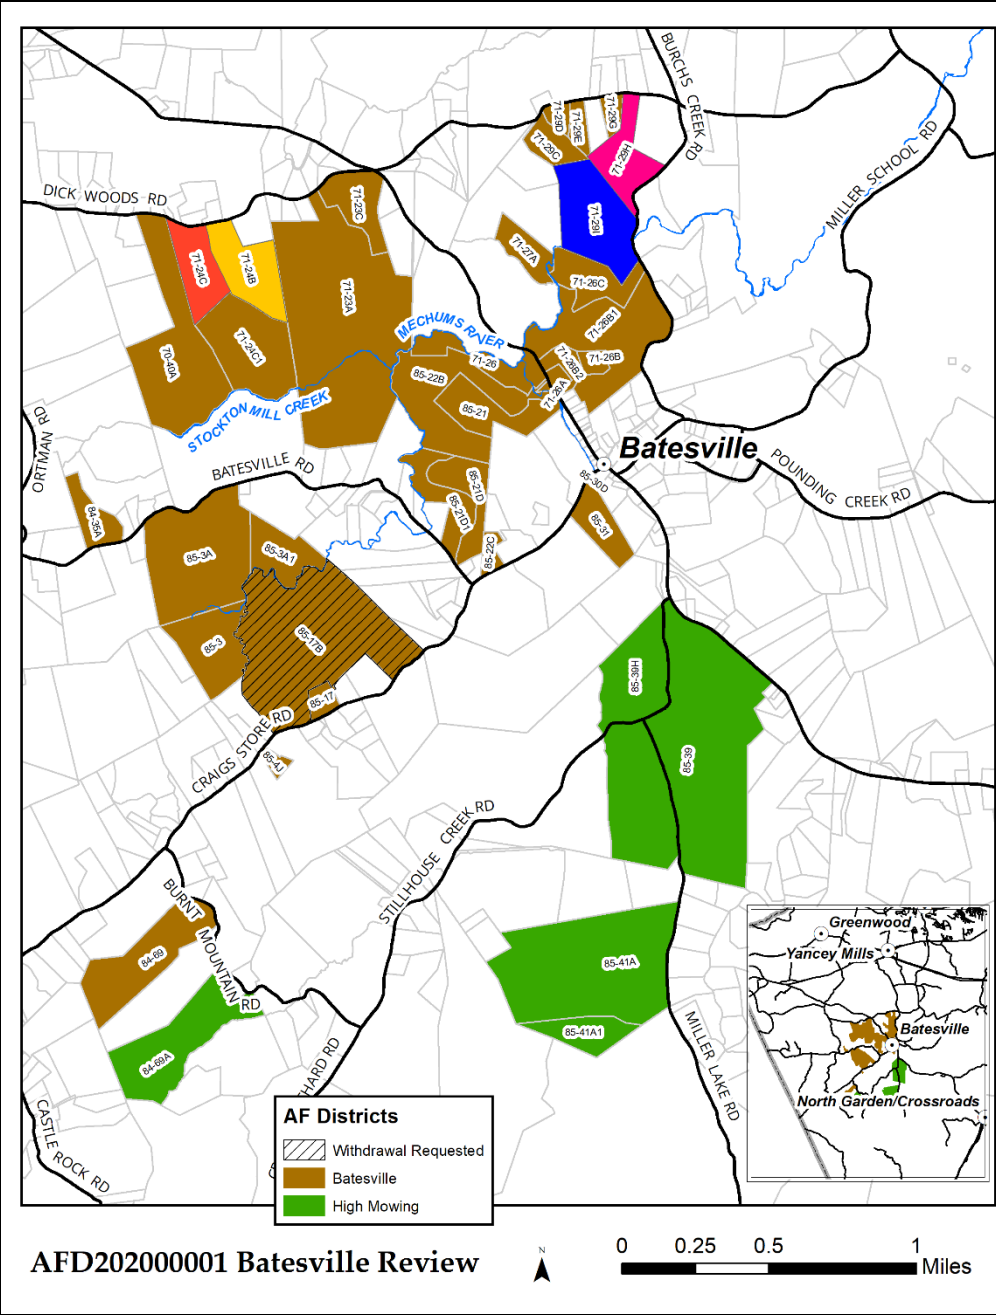 BURCHS CREEK RD
MILLER SCHOOL RD
DICK WOODS RD
71-29D
71-29E
71-29G
71-29C
71-29H
71-29I
71-23C
71-24C
71-24B
71-27A
71-26C
71-23A
71-26B1
MECHUMS RIVER
70-40A
71-24C1
71-26
71-26B2
71-26B
85-22B
71-26A
85-21
STOCKTON MILL CREEK
ORTMAN RD
BATESVILLE RD
Batesville
POUNDING CREEK RD
85-30D
85-21D
85-21D1
85-31
84-35A
85-22C
85-3A
85-3A1
85-17B
85-3
85-17
85-39H
85-39
CRAIGS STORE RD
85-4J
STILLHOUSE CREEK RD
BURNT MOUNTAIN RD
84-69
85-41A
85-41A1
84-69A
MILLER LAKE RD
CASTLE ROCK RD
CHARD RD
Greenwood
Yancey Mills
Batesville
North Garden/Crossroads
AF Districts
Withdrawal Requested
Batesville
High Mowing
AFD202000001 Batesville Review
N
0 0.25 0.5 1
Miles